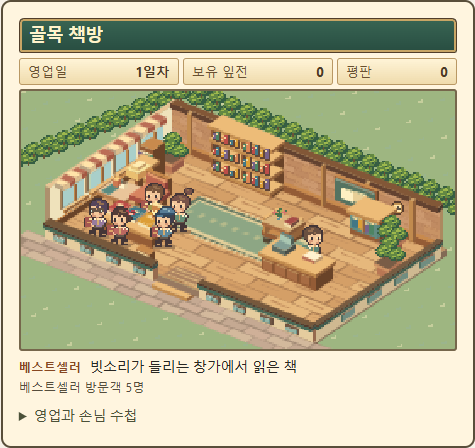 골목 책방
영업일 1일차 보유 잎전 0 평판 0
베스트셀러 빗소리가 들리는 창가에서 읽은 책
베스트셀러 방문객 5명
▶ 영업과 손님 수첩